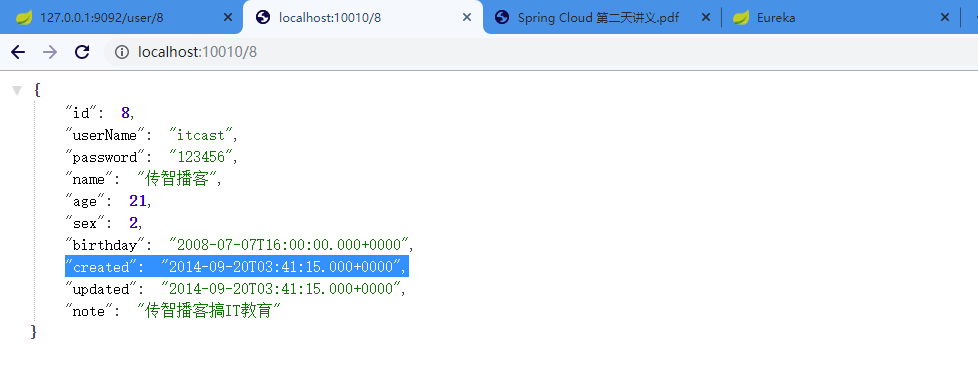 127.0.0.1:9092/user/8
localhost:10010/8
Spring Cloud 第二天讲义.pdf
Eureka
localhost:10010/8
{
"id": 8,
"userName": "itcast",
"password": "123456",
"name": "传智播客",
"age": 21,
"sex": 2,
"birthday": "2008-07-07T16:00:00.000+0000",
"created": "2014-09-20T03:41:15.000+0000",
"updated": "2014-09-20T03:41:15.000+0000",
"note": "传智播客搞IT教育"
}